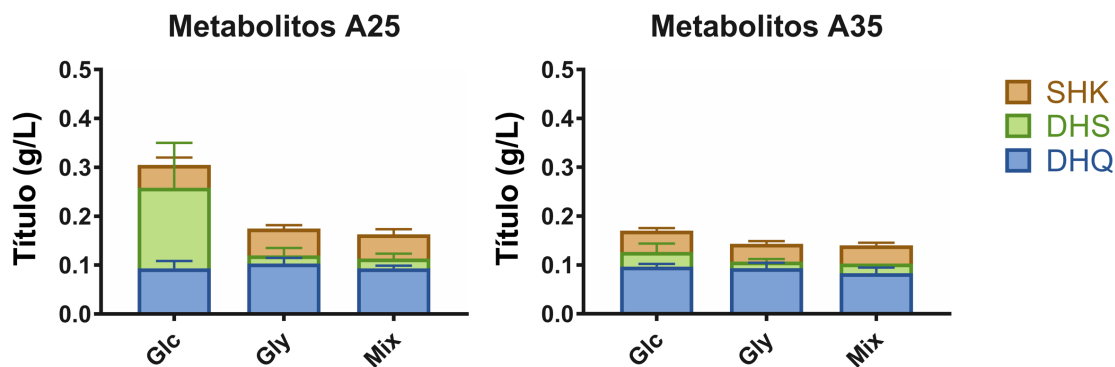 Metabolitos A25
Título (g/L)
0.5
0.4
0.3
0.2
0.1
0.0
Glc
Gly
Mix
Metabolitos A35
Título (g/L)
0.5
0.4
0.3
0.2
0.1
0.0
Glc
Gly
Mix
SHK
DHS
DHQ